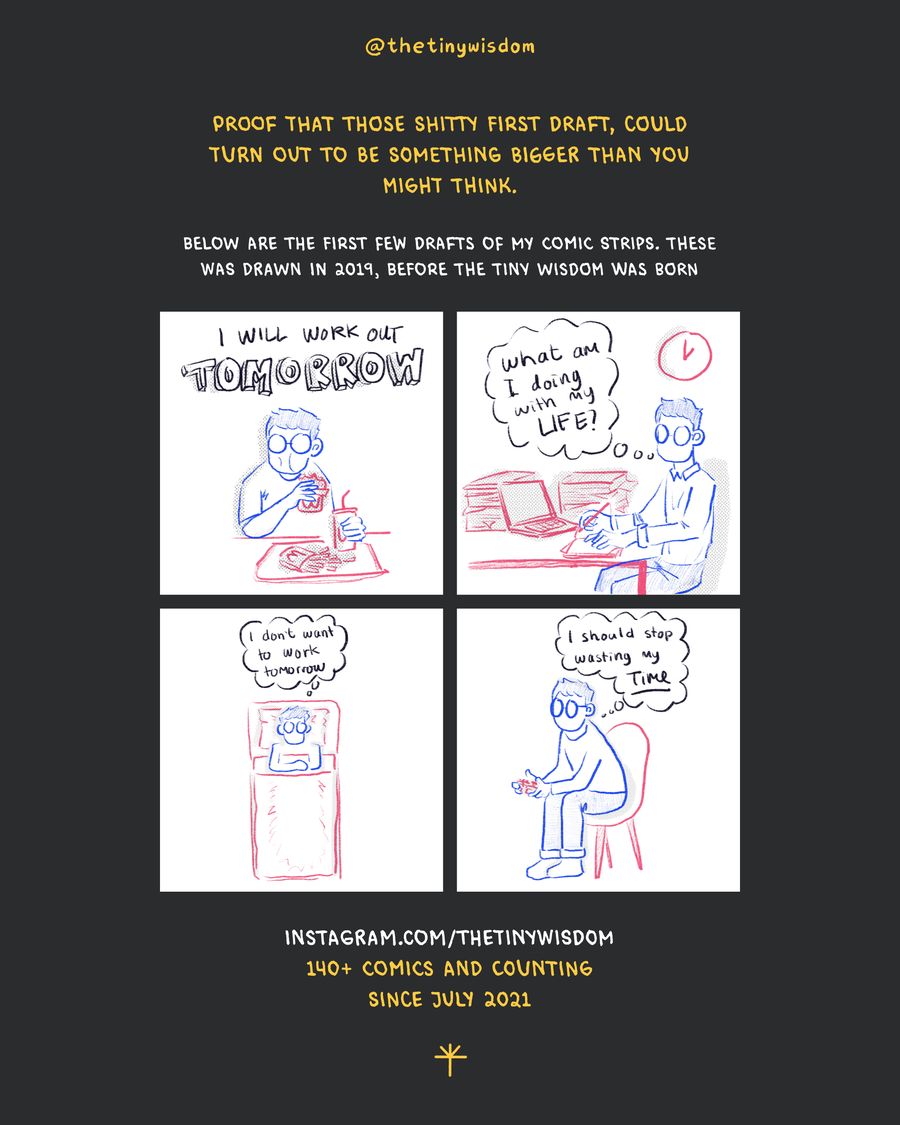 @thetinywisdom
PROOF THAT THOSE SHITTY FIRST DRAFT, COULD
TURN OUT TO BE SOMETHING BIGGER THAN YOU
MIGHT THINK.
BELOW ARE THE FIRST FEW DRAFTS OF MY COMIC STRIPS. THESE
WAS DRAWN IN 2019, BEFORE THE TINY WISDOM WAS BORN
I WILL WORK OUT
TOMORROW
what am
I doing
with my
LIFE?
I don't want
to work
tomorrow
I should stop
wasting my
TIME
INSTAGRAM.COM/THETINYWISDOM
140+ COMICS AND COUNTING
SINCE JULY 2021